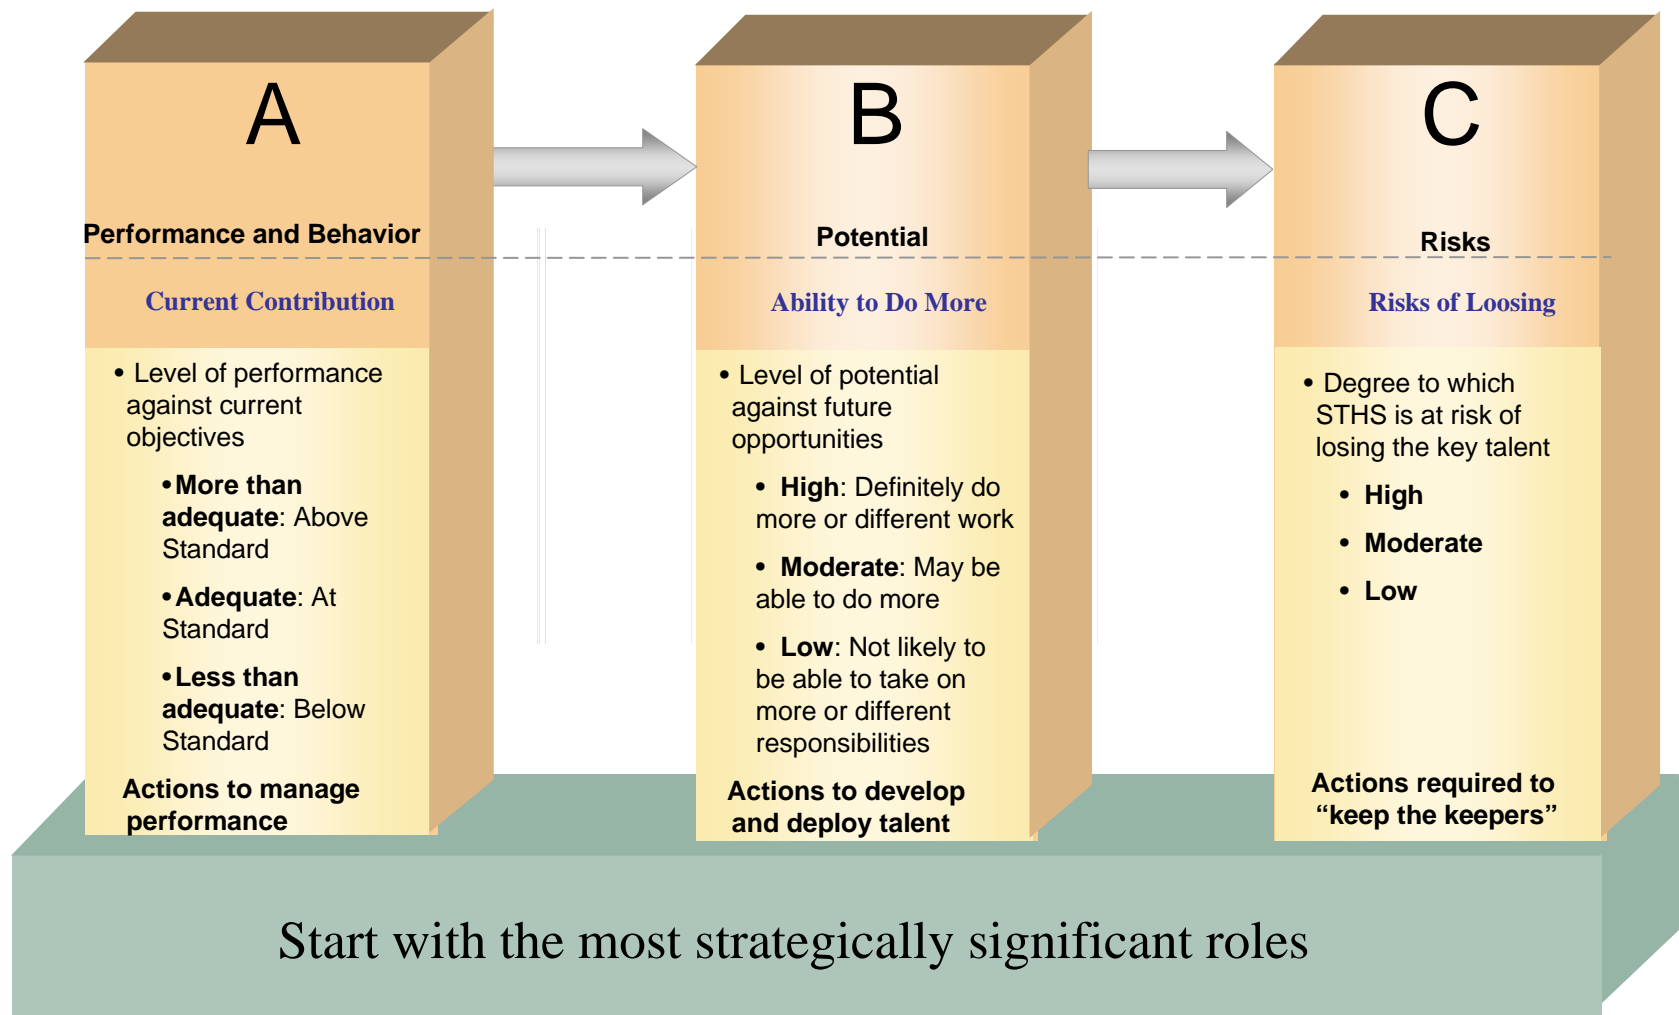 A
Performance and Behavior
Current Contribution
• Level of performance
against current
objectives
•More than
adequate: Above
Standard
•Adequate: At
Standard
•Less than
adequate: Below
Standard
Actions to manage
performance
B
Potential
Ability to Do More
• Level of potential
against future
opportunities
• High: Definitely do
more or different work
• Moderate: May be
able to do more
• Low: Not likely to
be able to take on
more or different
responsibilities
Actions to develop
and deploy talent
C
Risks
Risks of Loosing
• Degree to which
STHS is at risk of
losing the key talent
• High
• Moderate
• Low
Actions required to
“keep the keepers”
Start with the most strategically significant roles